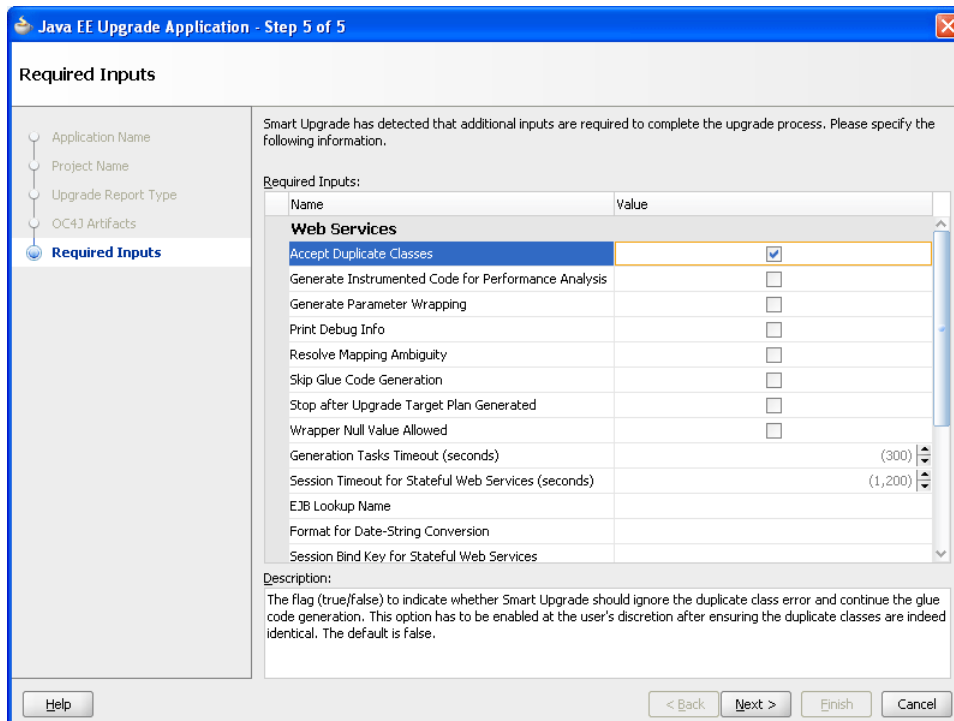 Java EE Upgrade Application - Step 5 of 5
Required Inputs
Application Name
Project Name
Upgrade Report Type
OC4J Artifacts
Required Inputs
Smart Upgrade has detected that additional inputs are required to complete the upgrade process. Please specify the
following information.
Required Inputs:
Name Value
Web Services
Accept Duplicate Classes
Generate Instrumented Code for Performance Analysis
Generate Parameter Wrapping
Print Debug Info
Resolve Mapping Ambiguity
Skip Glue Code Generation
Stop after Upgrade Target Plan Generated
Wrapper Null Value Allowed
Generation Tasks Timeout (seconds) (300)
Session Timeout for Stateful Web Services (seconds) (1,200)
EJB Lookup Name
Format for Date-String Conversion
Session Bind Key for Stateful Web Services
Description:
The flag (true/false) to indicate whether Smart Upgrade should ignore the duplicate class error and continue the glue
code generation. This option has to be enabled at the user's discretion after ensuring the duplicate classes are indeed
identical. The default is false.
Help < Back Next > Finish Cancel